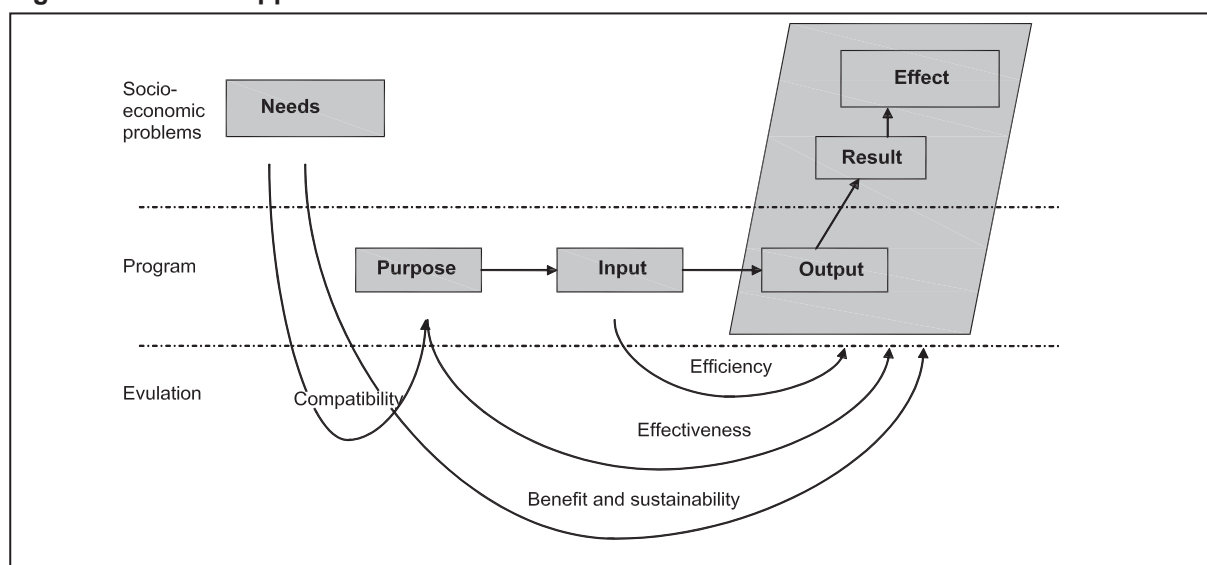 Socio-
economic
problems
Needs
Effect
Result
Program
Purpose
Input
Output
Evulation
Compatibility
Efficiency
Effectiveness
Benefit and sustainability